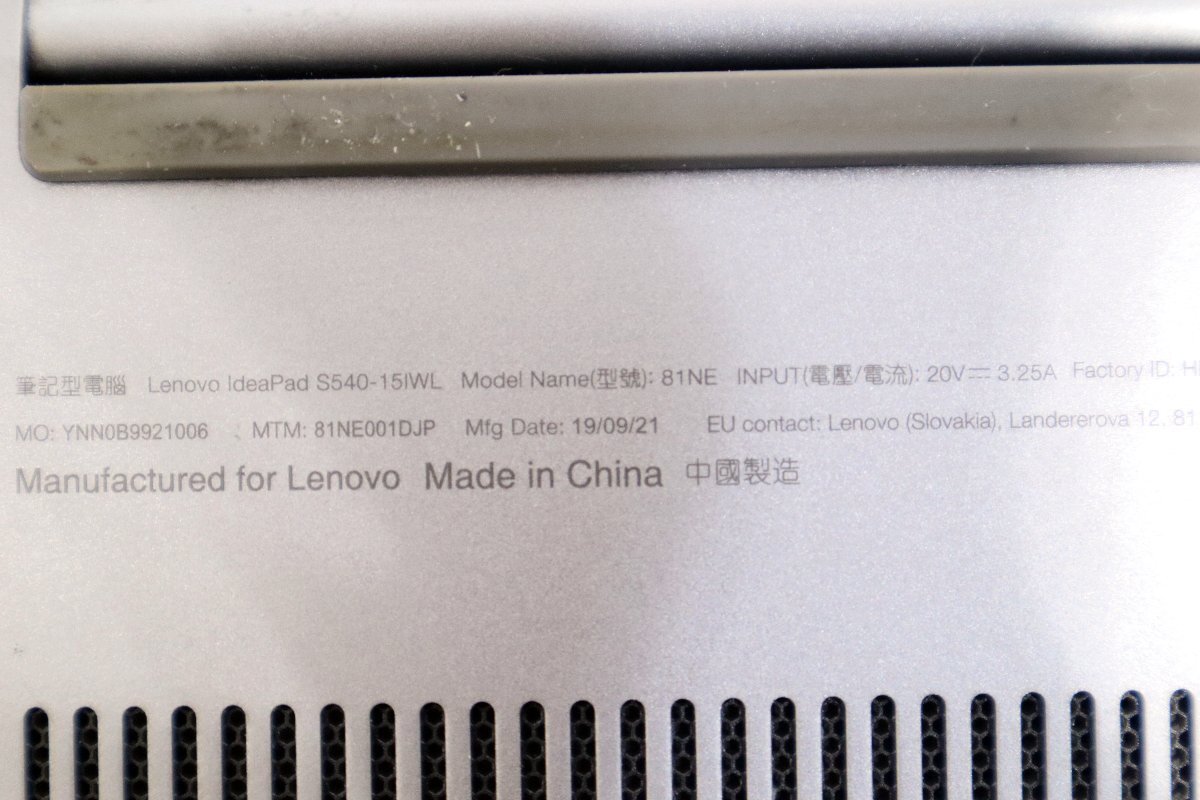 筆記型電腦 Lenovo IdeaPad S540-15IWL Model Name(型號): 81NE INPUT(電壓/電流): 20V⎓3.25A Factory ID:
MO: YNN0B9921006 、MTM: 81NE001DJP Mfg Date: 19/09/21 EU contact: Lenovo (Slovakia), Landererova 12, 81
Manufactured for Lenovo Made in China 中國製造